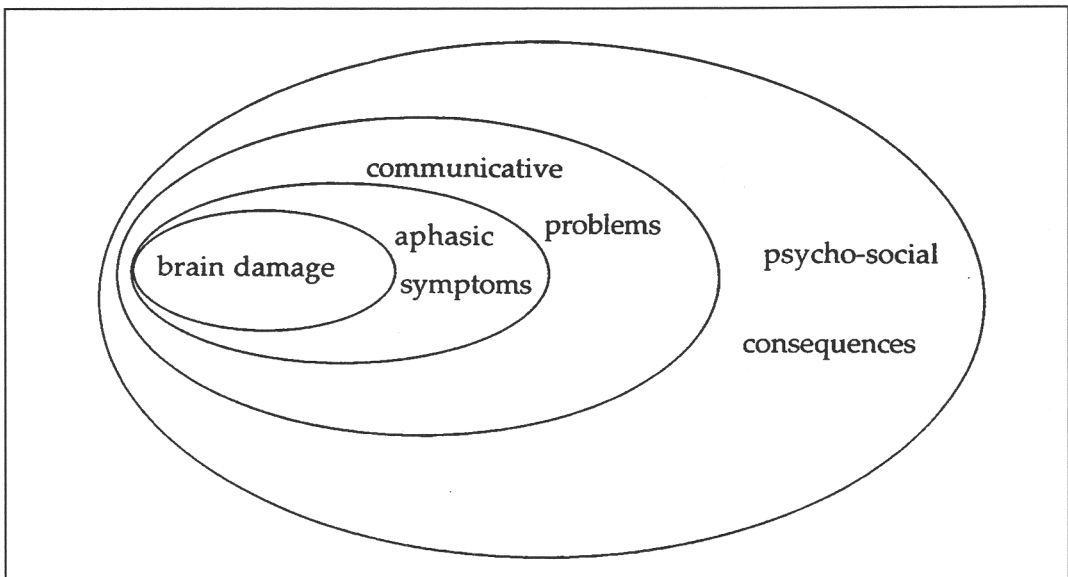 communicative
problems
aphasic
symptoms
brain damage
psycho-social
consequences